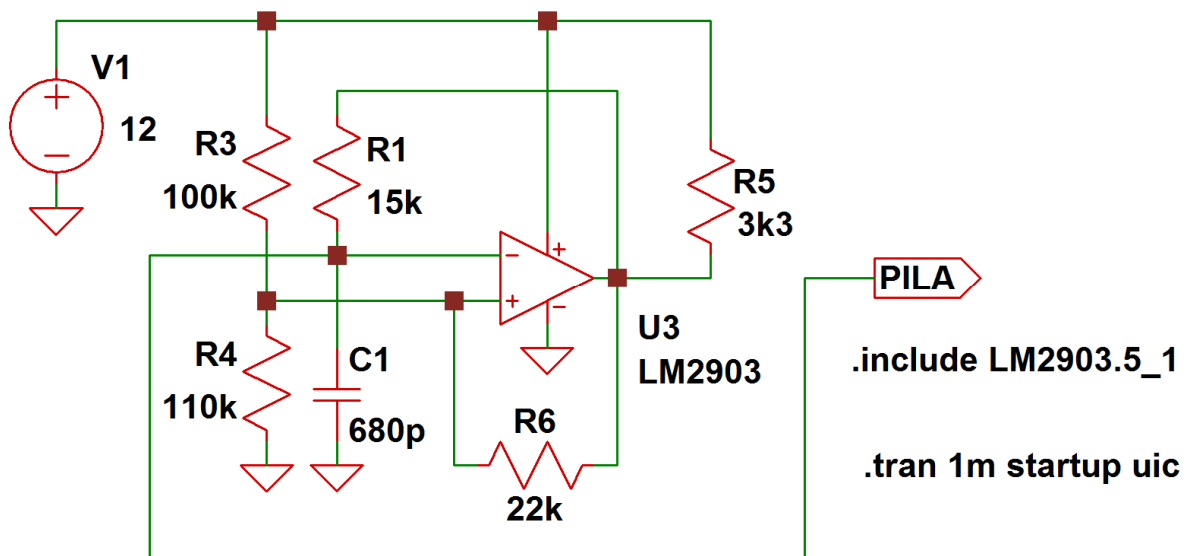 V1
12
R3
100k
R1
15k
R5
3k3
PILA
+
−
−
+
+
−
U3
LM2903
R4
110k
C1
680p
R6
22k
.include LM2903.5_1
.tran 1m startup uic